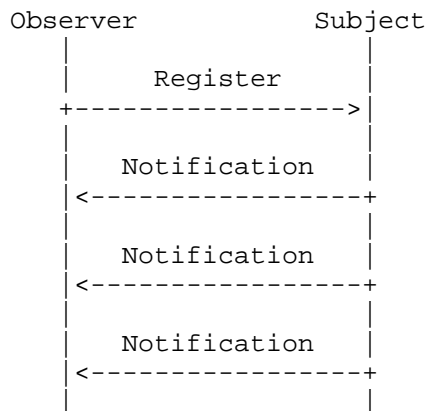 Observer Subject
Register
Notification
Notification
Notification